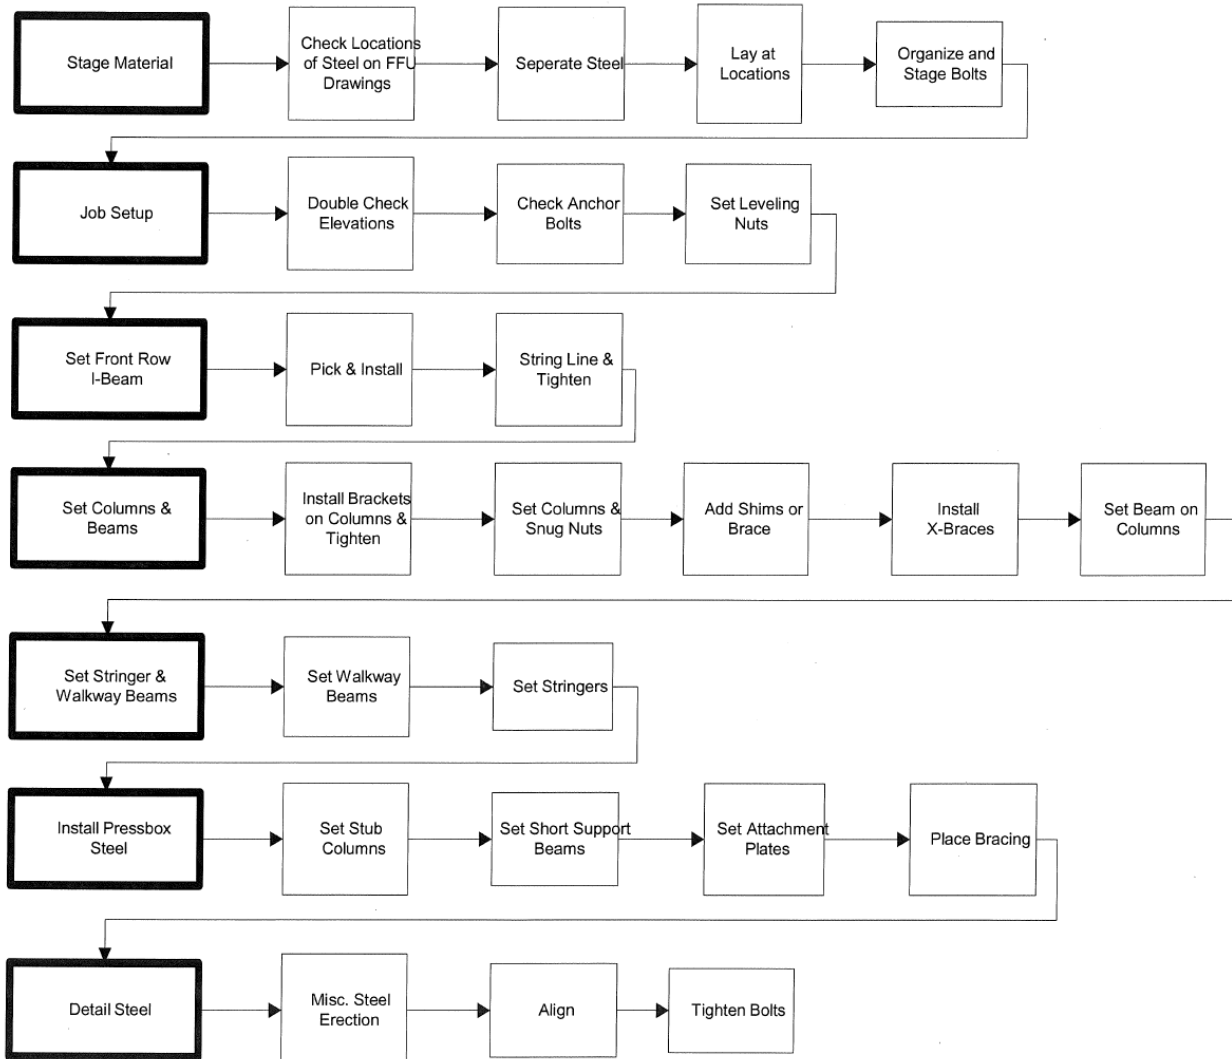 Stage Material
Check Locations
of Steel on FFU
Drawings
Seperate Steel
Lay at
Locations
Organize and
Stage Bolts
Job Setup
Double Check
Elevations
Check Anchor
Bolts
Set Leveling
Nuts
Set Front Row
I-Beam
Pick & Install
String Line &
Tighten
Set Columns &
Beams
Install Brackets
on Columns &
Tighten
Set Columns &
Snug Nuts
Add Shims or
Brace
Install
X-Braces
Set Beam on
Columns
Set Stringer &
Walkway Beams
Set Walkway
Beams
Set Stringers
Install Pressbox
Steel
Set Stub
Columns
Set Short Support
Beams
Set Attachment
Plates
Place Bracing
Detail Steel
Misc. Steel
Erection
Align
Tighten Bolts